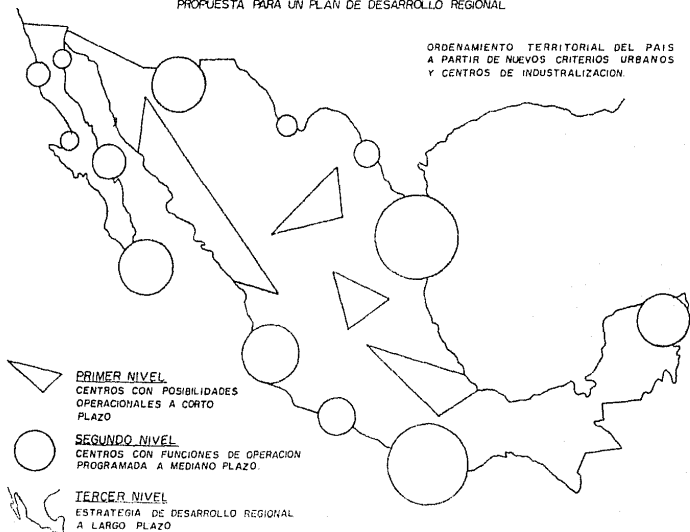 PROPUESTA PARA UN PLAN DE DESARROLLO REGIONAL
ORDENAMIENTO TERRITORIAL DEL PAIS
A PARTIR DE NUEVOS CRITERIOS URBANOS
Y CENTROS DE INDUSTRALIZACION.
PRIMER NIVEL
CENTROS CON POSIBILIDADES
OPERACIONALES A CORTO
PLAZO
SEGUNDO NIVEL
CENTROS CON FUNCIONES DE OPERACION
PROGRAMADA A MEDIANO PLAZO.
TERCER NIVEL
ESTRATEGIA DE DESARROLLO REGIONAL
A LARGO PLAZO